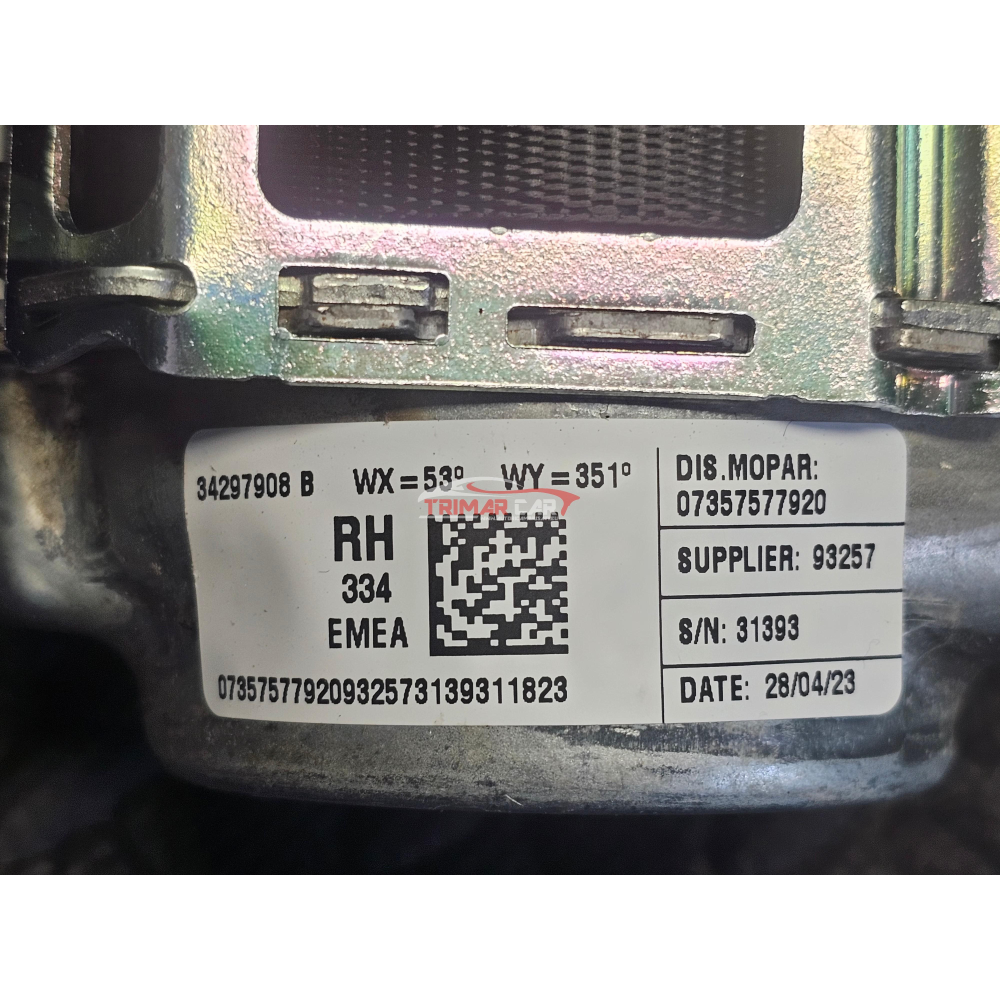 34297908 B WX=53° WY=351°
RH
334
EMEA
07357577920932573139311823
DIS.MOPAR:
07357577920
SUPPLIER: 93257
S/N: 31393
DATE: 28/04/23
TRIMAR CAR